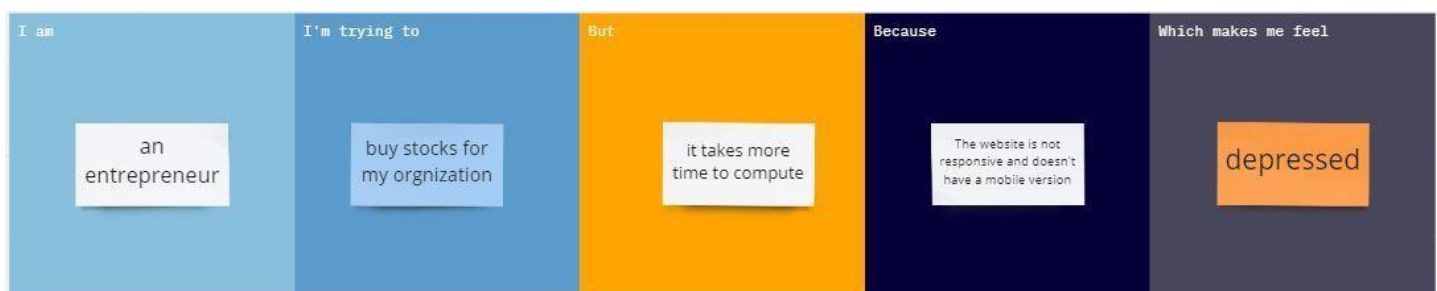 I am
an
entrepreneur
I'm trying to
buy stocks for
my orgnization
But
it takes more
time to compute
Because
The website is not
responsive and doesn't
have a mobile version
Which makes me feel
depressed